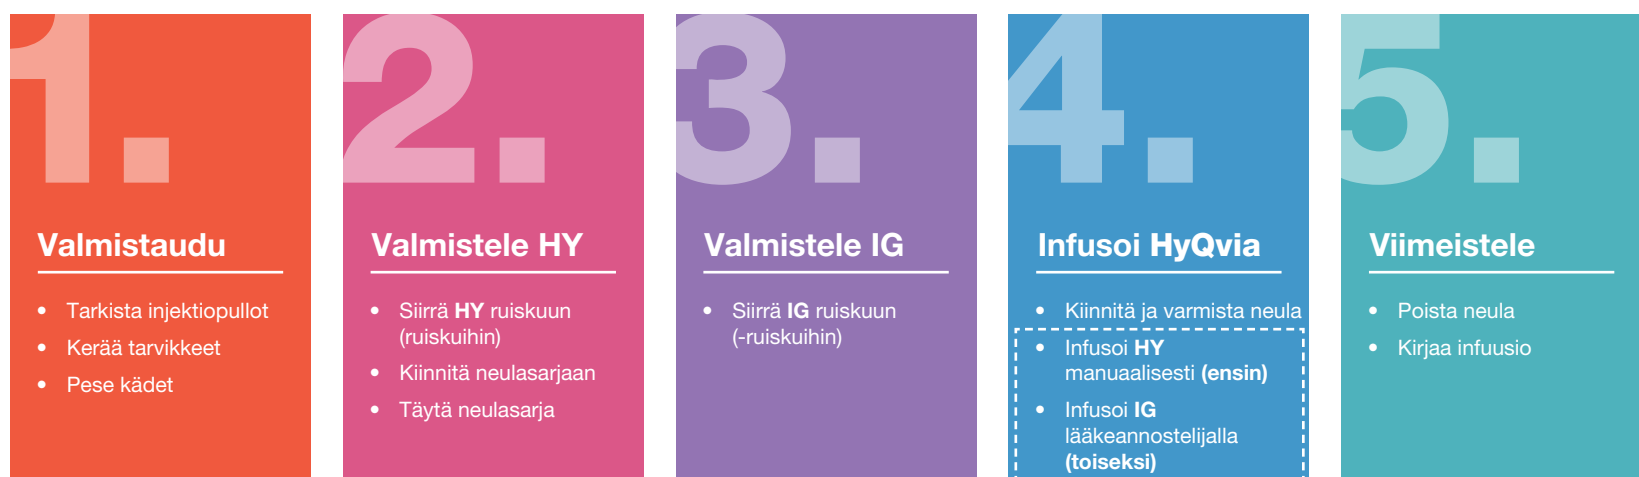 1.
Valmistaudu
• Tarkista injektiopullot
• Kerää tarvikkeet
• Pese kädet
2.
Valmistele HY
• Siirrä HY ruiskuun
(ruiskuihin)
• Kiinnitä neulasarjaan
• Täytä neulasarja
3.
Valmistele IG
• Siirrä IG ruiskuun
(-ruiskuihin)
4.
Infusoi HyQvia
• Kiinnitä ja varmista neula
• Infusoi HY
manuaalisesti (ensin)
• Infusoi IG
lääkeannostelijalla
(toiseksi)
5.
Viimeistele
• Poista neula
• Kirjaa infuusio